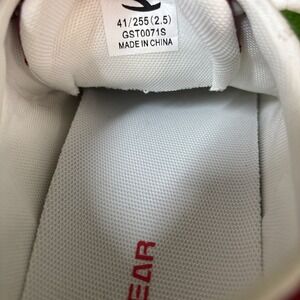 41/255(2.5)
GST0071S
MADE IN CHINA
EAR